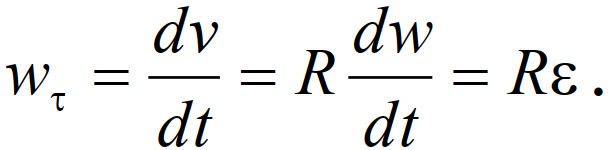 w_τ = dv/dt = R dw/dt = Rε.